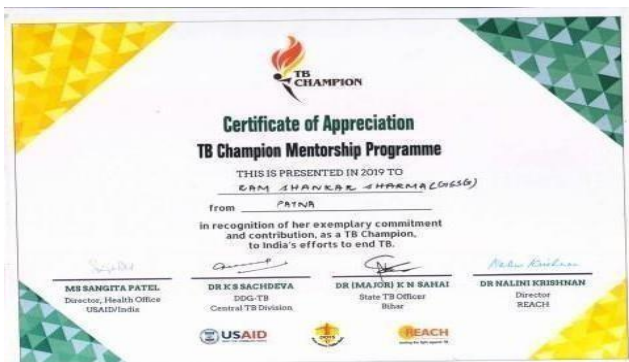 TB
CHAMPION
Certificate of Appreciation
TB Champion Mentorship Programme
THIS IS PRESENTED IN 2019 TO
RAM SHANKAR SHARMA (GGSG)
from PATNA
in recognition of her exemplary commitment
and contribution, as a TB Champion,
to India's efforts to end TB.
Nalini Krishnan
MS SANGITA PATEL
Director, Health Office
USAID/India
DR K S SACHDEVA
DDG-TB
Central TB Division
DR (MAJOR) K N SAHAI
State TB Officer
Bihar
DR NALINI KRISHNAN
Director
REACH
USAID
REACH